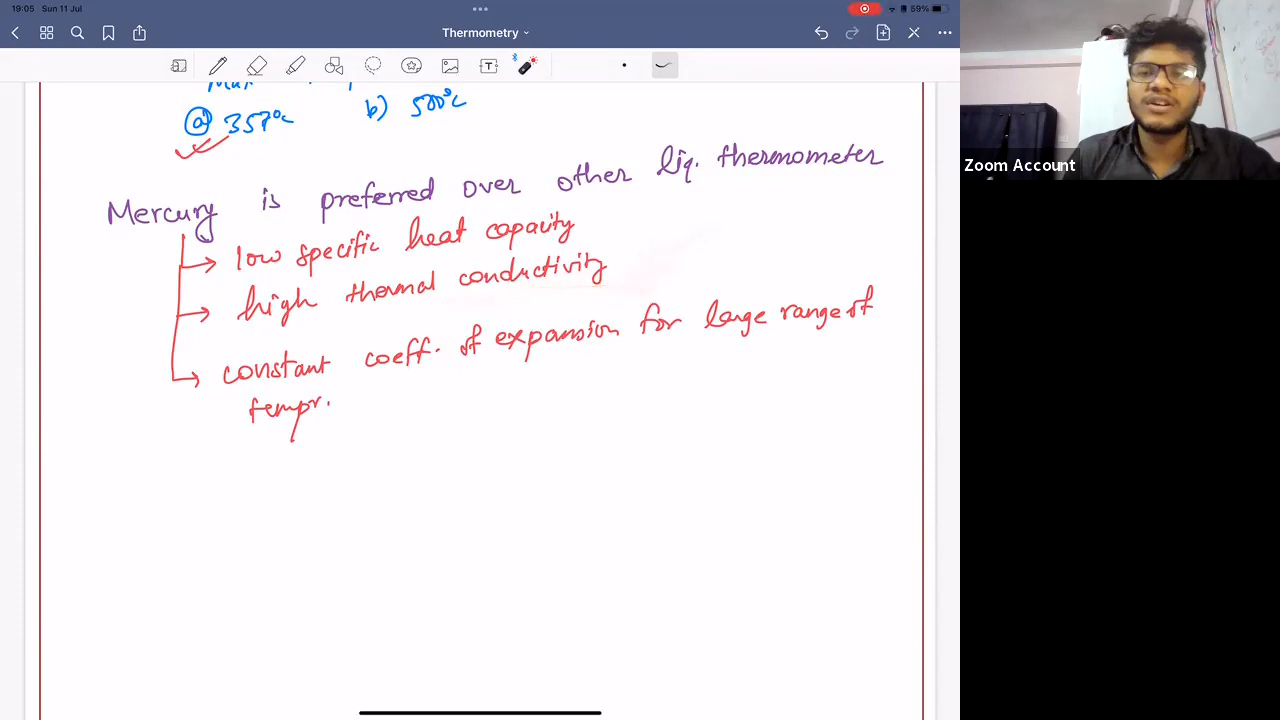 19:05 Sun 11 Jul
59%
Thermometry
Max
a) 357°C b) 500°C
Mercury is preferred over other liq. thermometer
low specific heat capacity
high thermal conductivity
constant coeff. of expansion for large range of
tempr.
Zoom Account